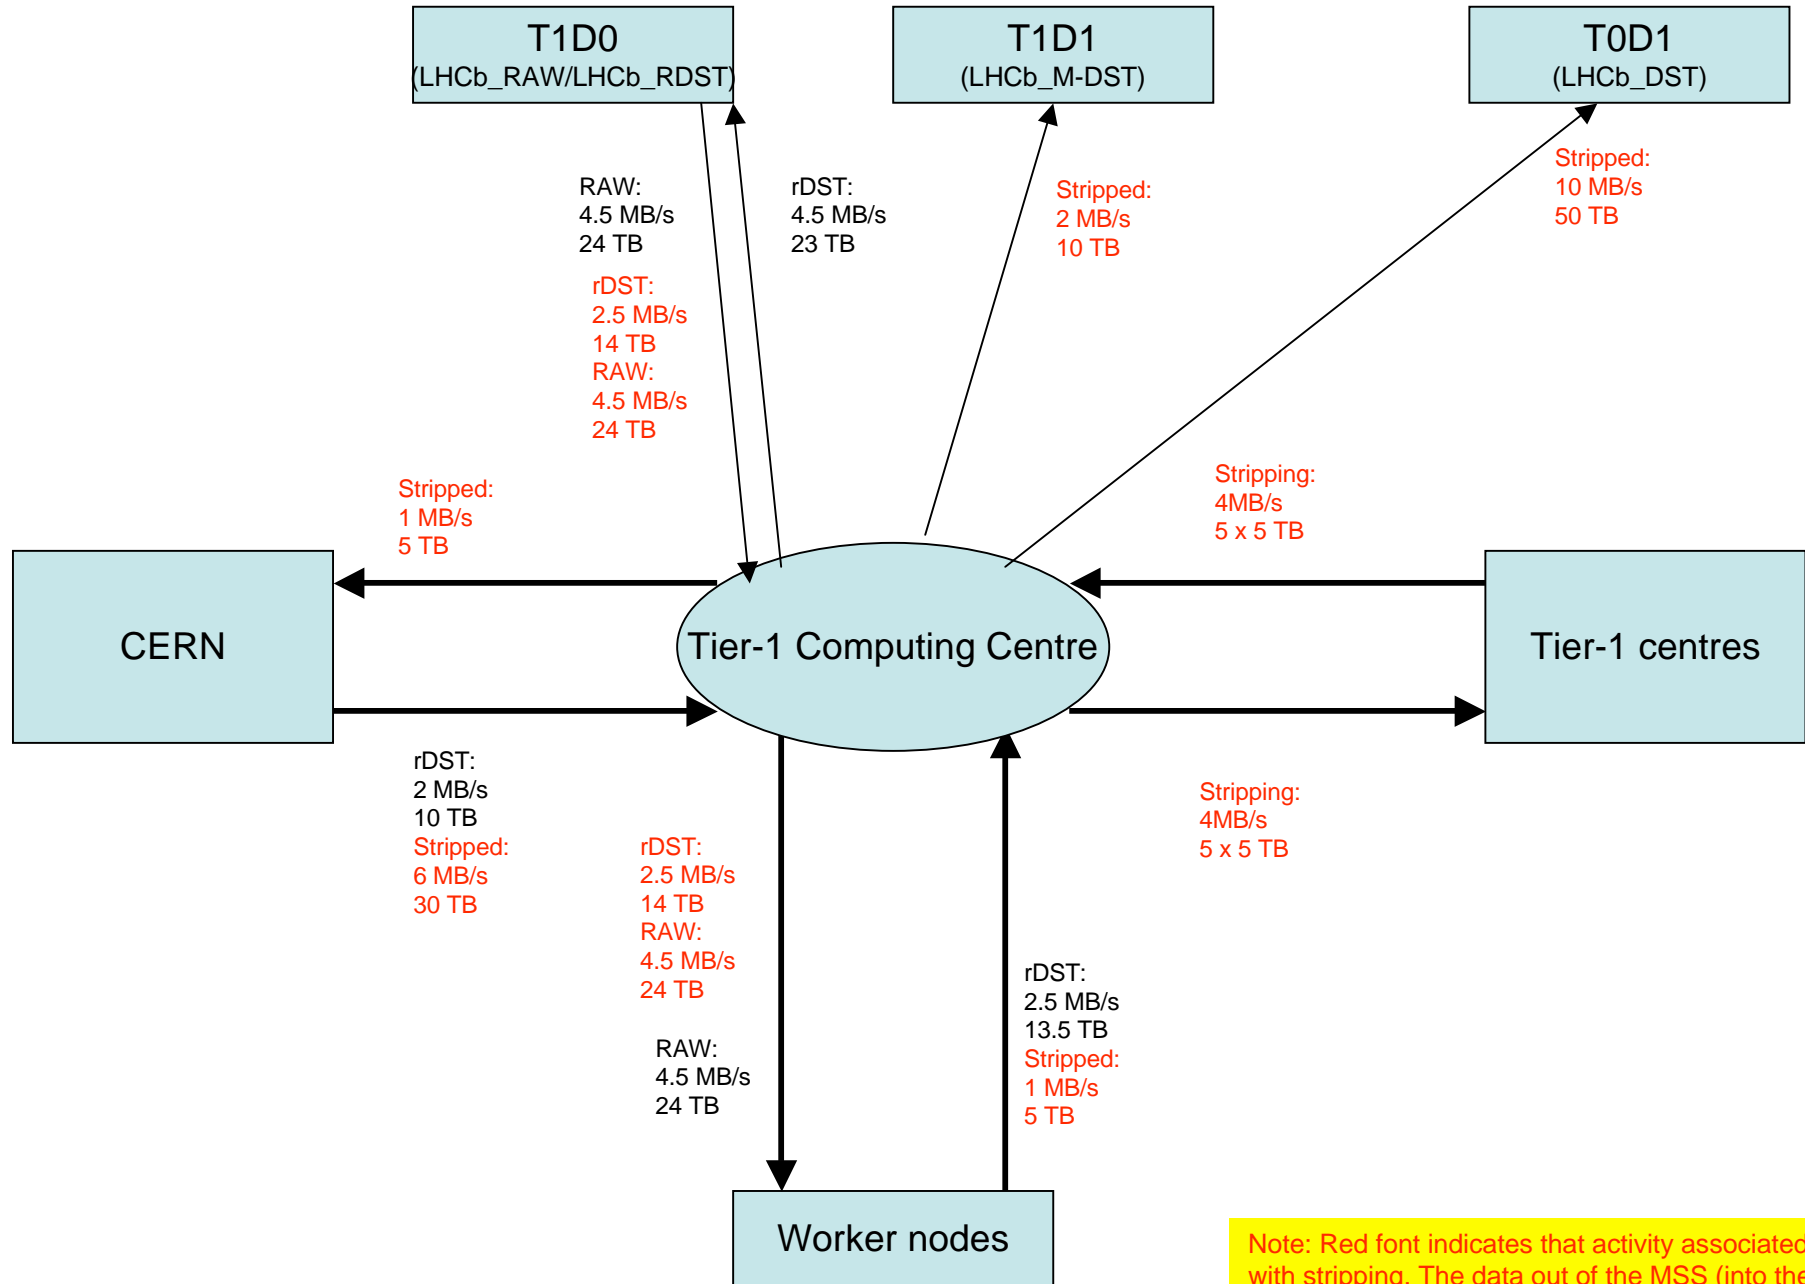 T1D0
(LHCb_RAW/LHCb_RDST)
T1D1
(LHCb_M-DST)
T0D1
(LHCb_DST)
RAW:
4.5 MB/s
24 TB
rDST:
4.5 MB/s
23 TB
Stripped:
2 MB/s
10 TB
Stripped:
10 MB/s
50 TB
rDST:
2.5 MB/s
14 TB
RAW:
4.5 MB/s
24 TB
Stripped:
1 MB/s
5 TB
Stripping:
4MB/s
5 x 5 TB
CERN
Tier-1 Computing Centre
Tier-1 centres
rDST:
2 MB/s
10 TB
Stripped:
6 MB/s
30 TB
rDST:
2.5 MB/s
14 TB
RAW:
4.5 MB/s
24 TB
RAW:
4.5 MB/s
24 TB
Stripping:
4MB/s
5 x 5 TB
rDST:
2.5 MB/s
13.5 TB
Stripped:
1 MB/s
5 TB
Worker nodes
Note: Red font indicates that activity associated
with stripping. The data out of the MSS (into the